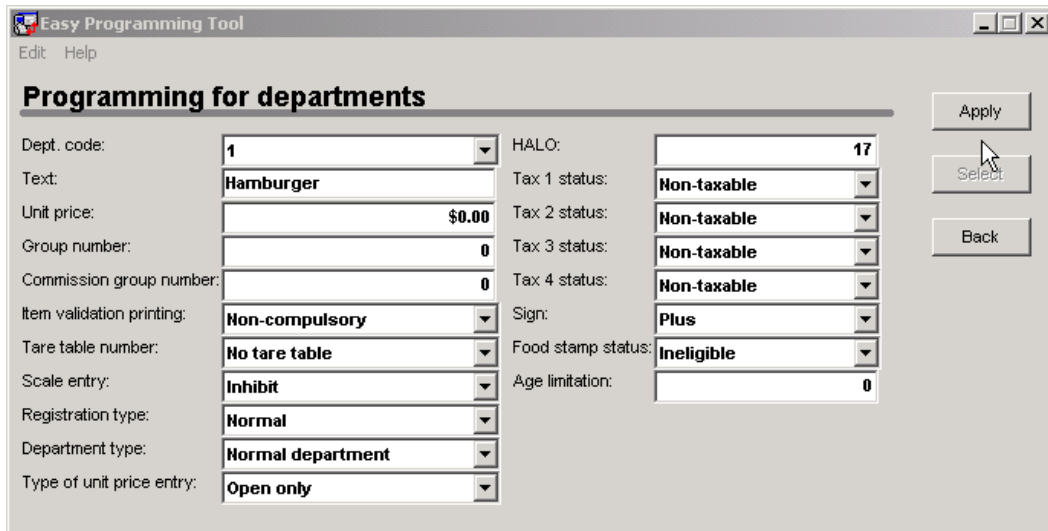 Easy Programming Tool
Edit Help
Programming for departments
Apply
Select
Back
Dept. code: 1
Text: Hamburger
Unit price: $0.00
Group number: 0
Commission group number: 0
Item validation printing: Non-compulsory
Tare table number: No tare table
Scale entry: Inhibit
Registration type: Normal
Department type: Normal department
Type of unit price entry: Open only
HALO: 17
Tax 1 status: Non-taxable
Tax 2 status: Non-taxable
Tax 3 status: Non-taxable
Tax 4 status: Non-taxable
Sign: Plus
Food stamp status: Ineligible
Age limitation: 0